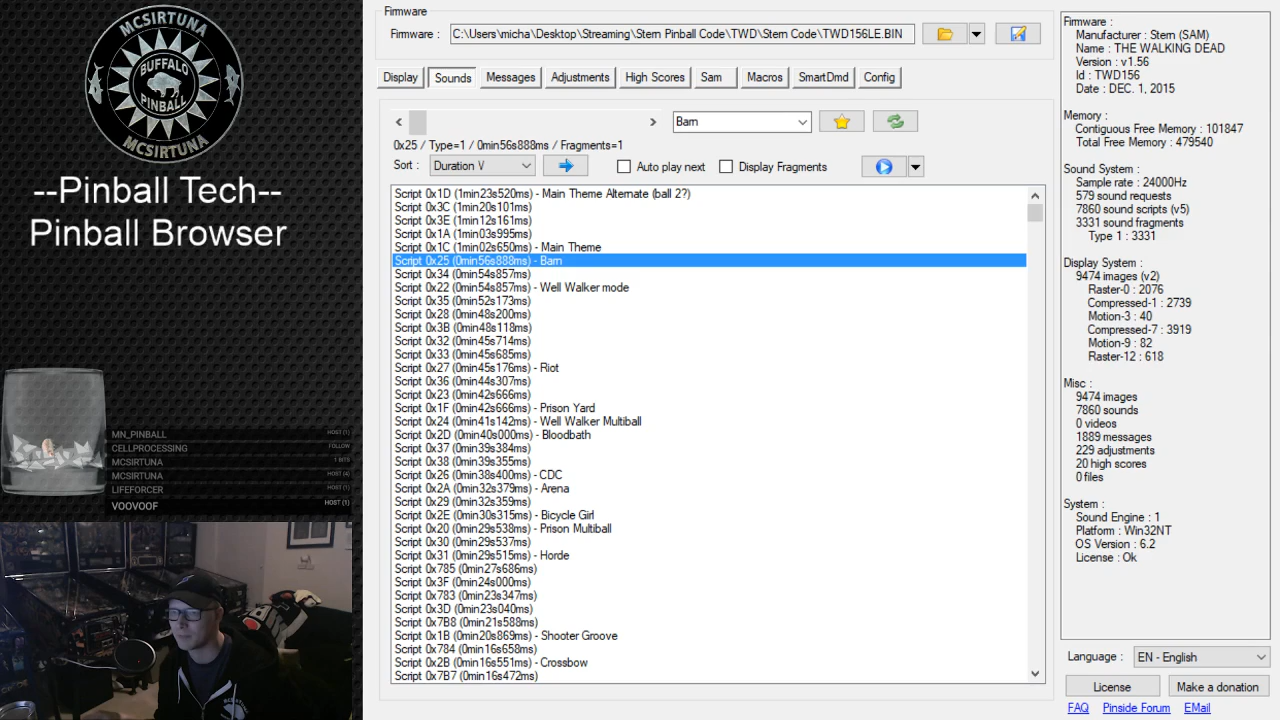 MCSIRTUNA
BUFFALO
PINBALL
MCSIRTUNA
--Pinball Tech--
Pinball Browser
MN_PINBALL HOST (1)
CELLPROCESSING FOLLOW
MCSIRTUNA 1 BITS
MCSIRTUNA HOST (4)
LIFEFORCER HOST (1)
VOOVOOF HOST (1)
Firmware
Firmware : C:\Users\micha\Desktop\Streaming\Stern Pinball Code\TWD\Stern Code\TWD156LE.BIN
Display Sounds Messages Adjustments High Scores Sam Macros SmartDmd Config
< > Barn
0x25 / Type=1 / 0min56s888ms / Fragments=1
Sort : Duration V Auto play next Display Fragments
Script 0x1D (1min23s520ms) - Main Theme Alternate (ball 2?)
Script 0x3C (1min20s101ms)
Script 0x3E (1min12s161ms)
Script 0x1A (1min03s995ms)
Script 0x1C (1min02s650ms) - Main Theme
Script 0x25 (0min56s888ms) - Barn
Script 0x34 (0min54s857ms)
Script 0x22 (0min54s857ms) - Well Walker mode
Script 0x35 (0min52s173ms)
Script 0x28 (0min48s200ms)
Script 0x3B (0min48s118ms)
Script 0x32 (0min45s714ms)
Script 0x33 (0min45s685ms)
Script 0x27 (0min45s176ms) - Riot
Script 0x36 (0min44s307ms)
Script 0x23 (0min42s666ms)
Script 0x1F (0min42s666ms) - Prison Yard
Script 0x24 (0min41s142ms) - Well Walker Multiball
Script 0x2D (0min40s000ms) - Bloodbath
Script 0x37 (0min39s384ms)
Script 0x38 (0min39s355ms)
Script 0x26 (0min38s400ms) - CDC
Script 0x2A (0min32s379ms) - Arena
Script 0x29 (0min32s359ms)
Script 0x2E (0min30s315ms) - Bicycle Girl
Script 0x20 (0min29s538ms) - Prison Multiball
Script 0x30 (0min29s537ms)
Script 0x31 (0min29s515ms) - Horde
Script 0x785 (0min27s686ms)
Script 0x3F (0min24s000ms)
Script 0x783 (0min23s347ms)
Script 0x3D (0min23s040ms)
Script 0x7B8 (0min21s588ms)
Script 0x1B (0min20s869ms) - Shooter Groove
Script 0x784 (0min16s658ms)
Script 0x2B (0min16s551ms) - Crossbow
Script 0x7B7 (0min16s472ms)
Firmware :
Manufacturer : Stern (SAM)
Name : THE WALKING DEAD
Version : v1.56
Id : TWD156
Date : DEC. 1, 2015
Memory :
Contiguous Free Memory : 101847
Total Free Memory : 479540
Sound System :
Sample rate : 24000Hz
579 sound requests
7860 sound scripts (v5)
3331 sound fragments
Type 1 : 3331
Display System :
9474 images (v2)
Raster-0 : 2076
Compressed-1 : 2739
Motion-3 : 40
Compressed-7 : 3919
Motion-9 : 82
Raster-12 : 618
Misc :
9474 images
7860 sounds
0 videos
1889 messages
229 adjustments
20 high scores
0 files
System :
Sound Engine : 1
Platform : Win32NT
OS Version : 6.2
License : Ok
Language : EN - English
License Make a donation
FAQ Pinside Forum EMail